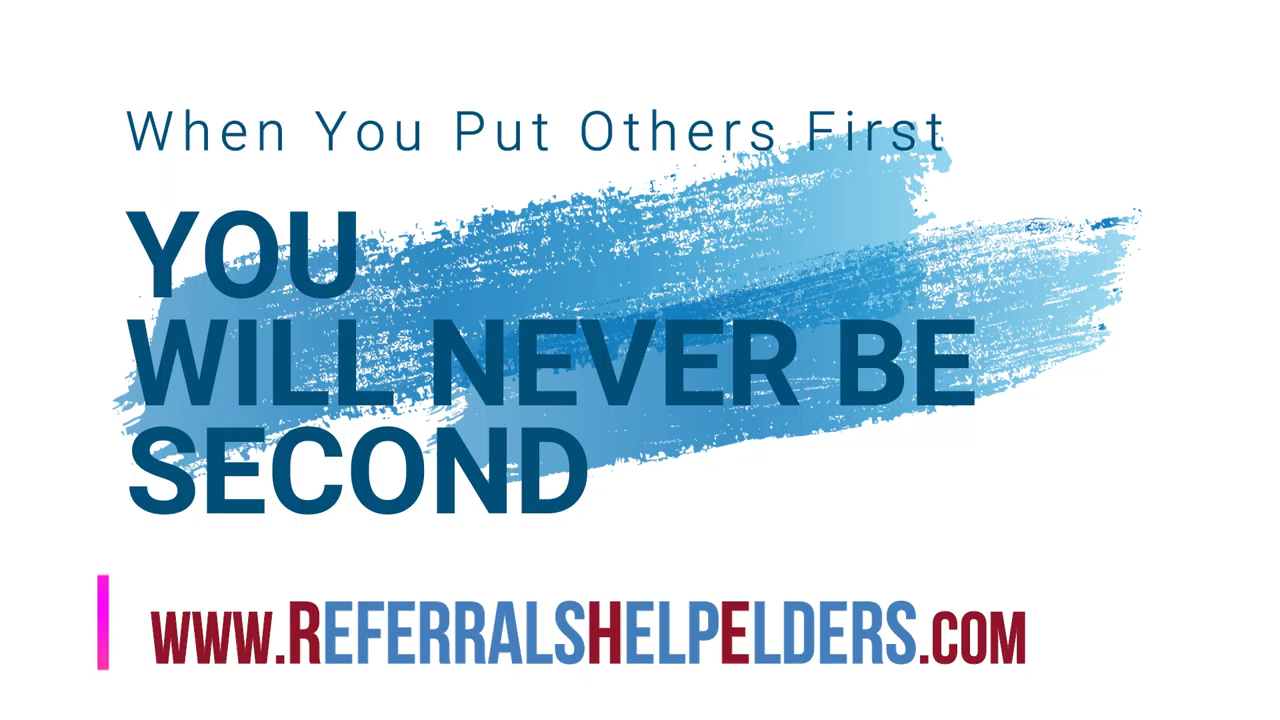 When You Put Others First
YOU
WILL NEVER BE
SECOND
WWW.REFERRALSHELPELDERS.COM